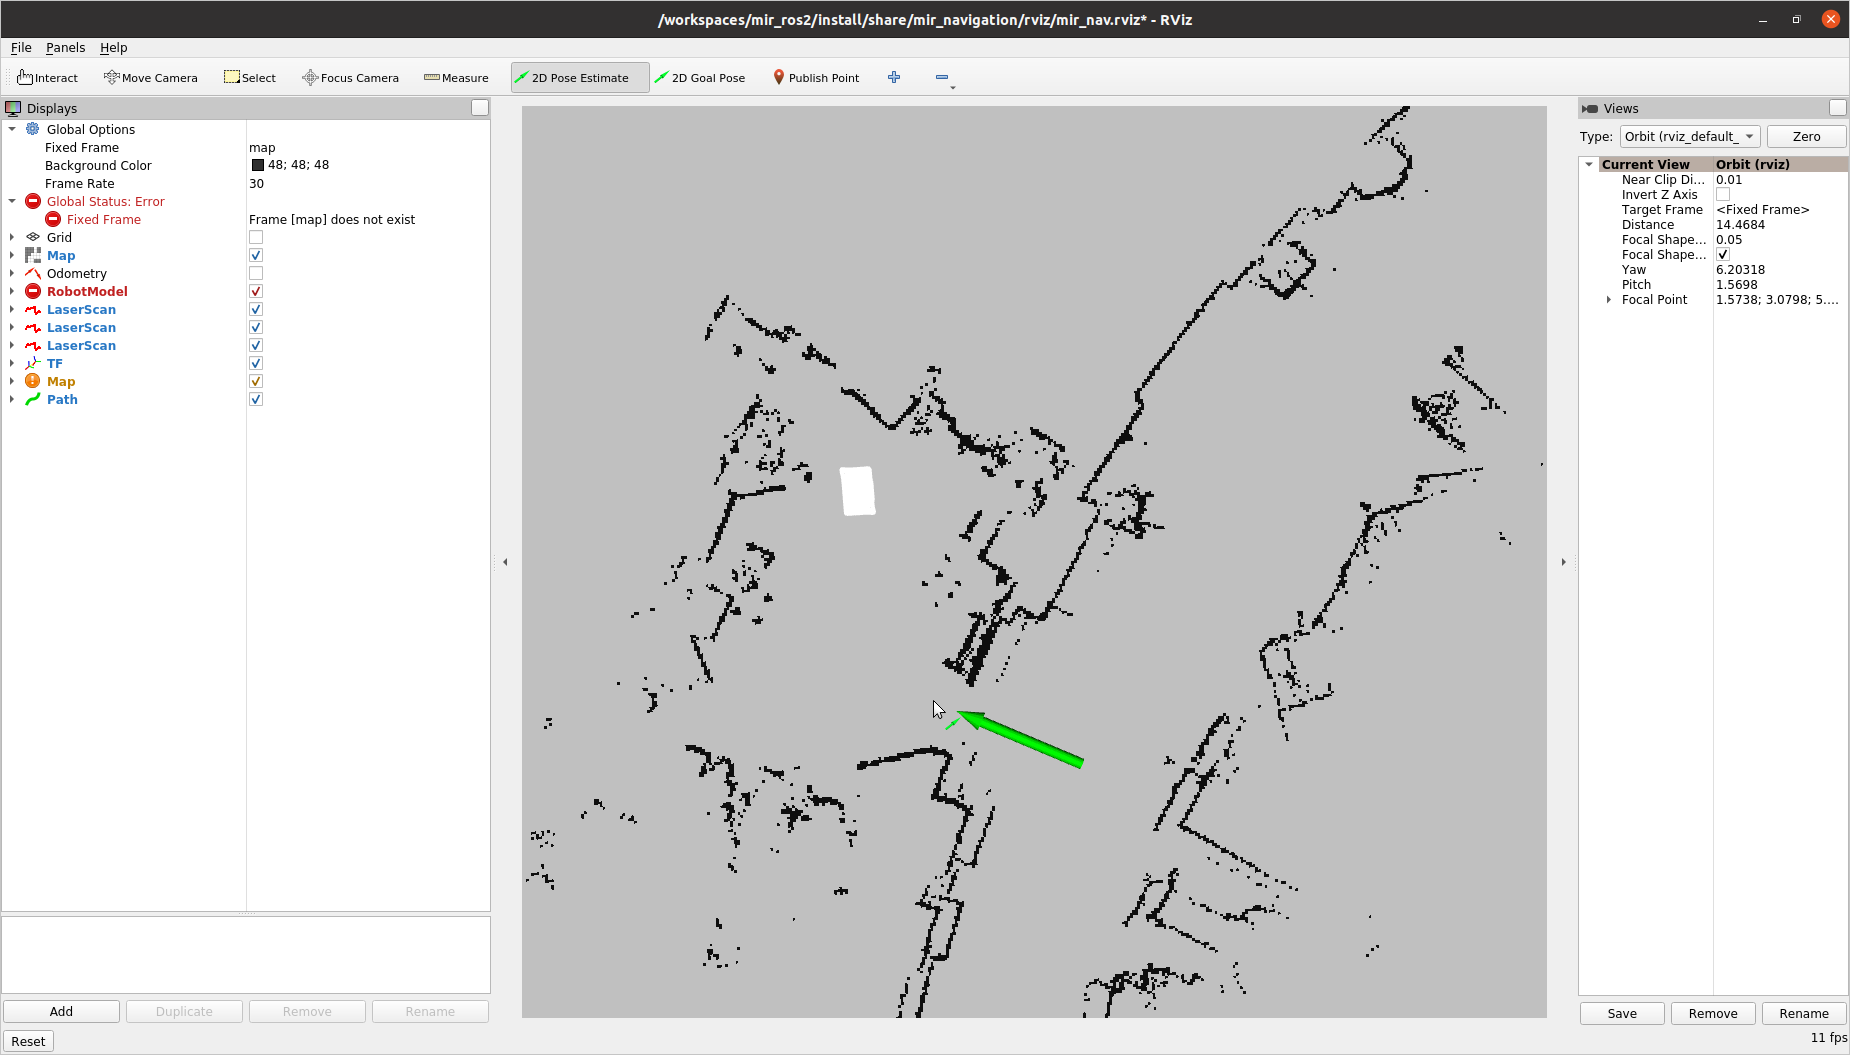 /workspaces/mir_ros2/install/share/mir_navigation/rviz/mir_nav.rviz* - RViz
File Panels Help
Interact Move Camera Select Focus Camera Measure 2D Pose Estimate 2D Goal Pose Publish Point
Displays
Global Options
Fixed Frame map
Background Color 48; 48; 48
Frame Rate 30
Global Status: Error
Fixed Frame Frame [map] does not exist
Grid
Map
Odometry
RobotModel
LaserScan
LaserScan
LaserScan
TF
Map
Path
Add Duplicate Remove Rename
Reset
Views
Type: Orbit (rviz_default_ Zero
Current View Orbit (rviz)
Near Clip Di... 0.01
Invert Z Axis
Target Frame <Fixed Frame>
Distance 14.4684
Focal Shape... 0.05
Focal Shape...
Yaw 6.20318
Pitch 1.5698
Focal Point 1.5738; 3.0798; 5....
Save Remove Rename
11 fps